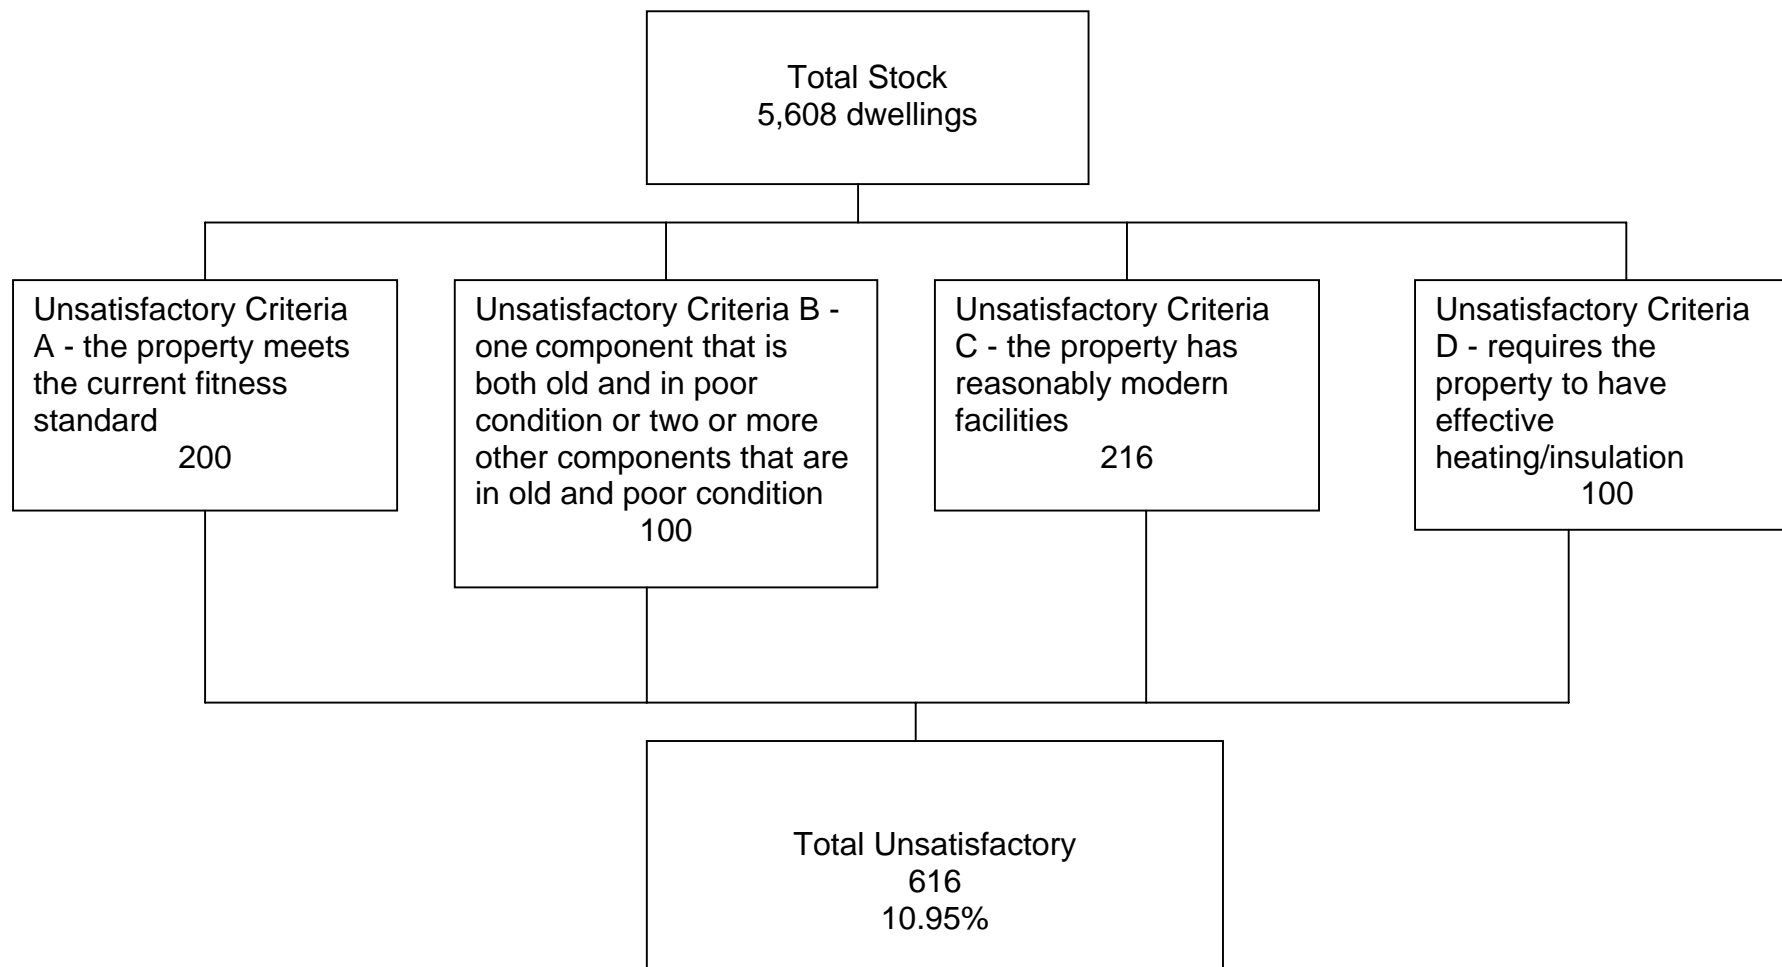 Total Stock
5,608 dwellings
Unsatisfactory Criteria
A - the property meets
the current fitness
standard
200
Unsatisfactory Criteria B -
one component that is
both old and in poor
condition or two or more
other components that are
in old and poor condition
100
Unsatisfactory Criteria
C - the property has
reasonably modern
facilities
216
Unsatisfactory Criteria
D - requires the
property to have
effective
heating/insulation
100
Total Unsatisfactory
616
10.95%